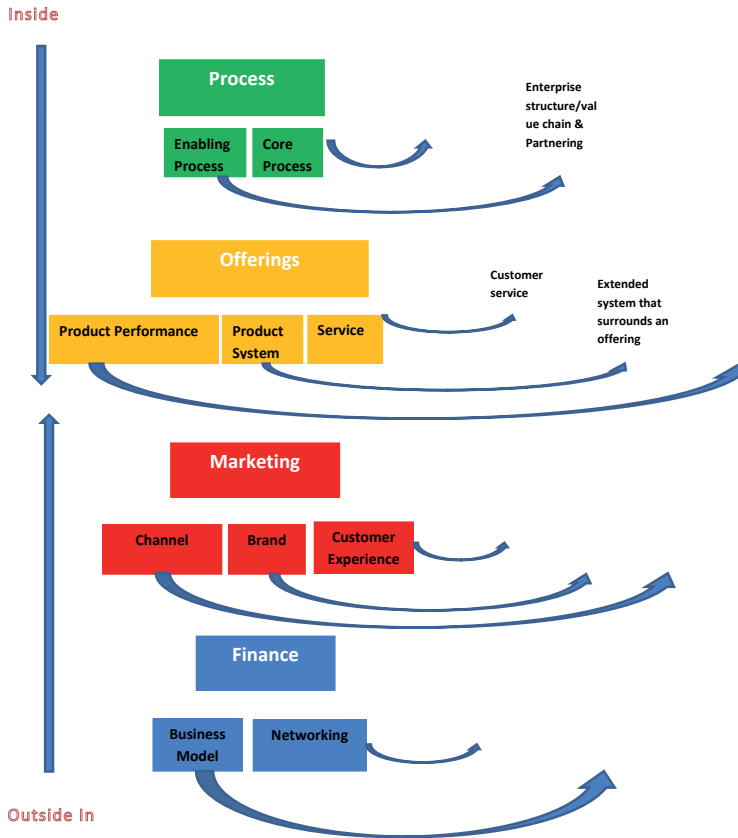 Inside
Process
Enterprise
structure/val
ue chain &
Partnering
Enabling
Process
Core
Process
Offerings
Customer
service
Extended
system that
surrounds an
offering
Product Performance
Product
System
Service
Marketing
Channel
Brand
Customer
Experience
Finance
Business
Model
Networking
Outside In